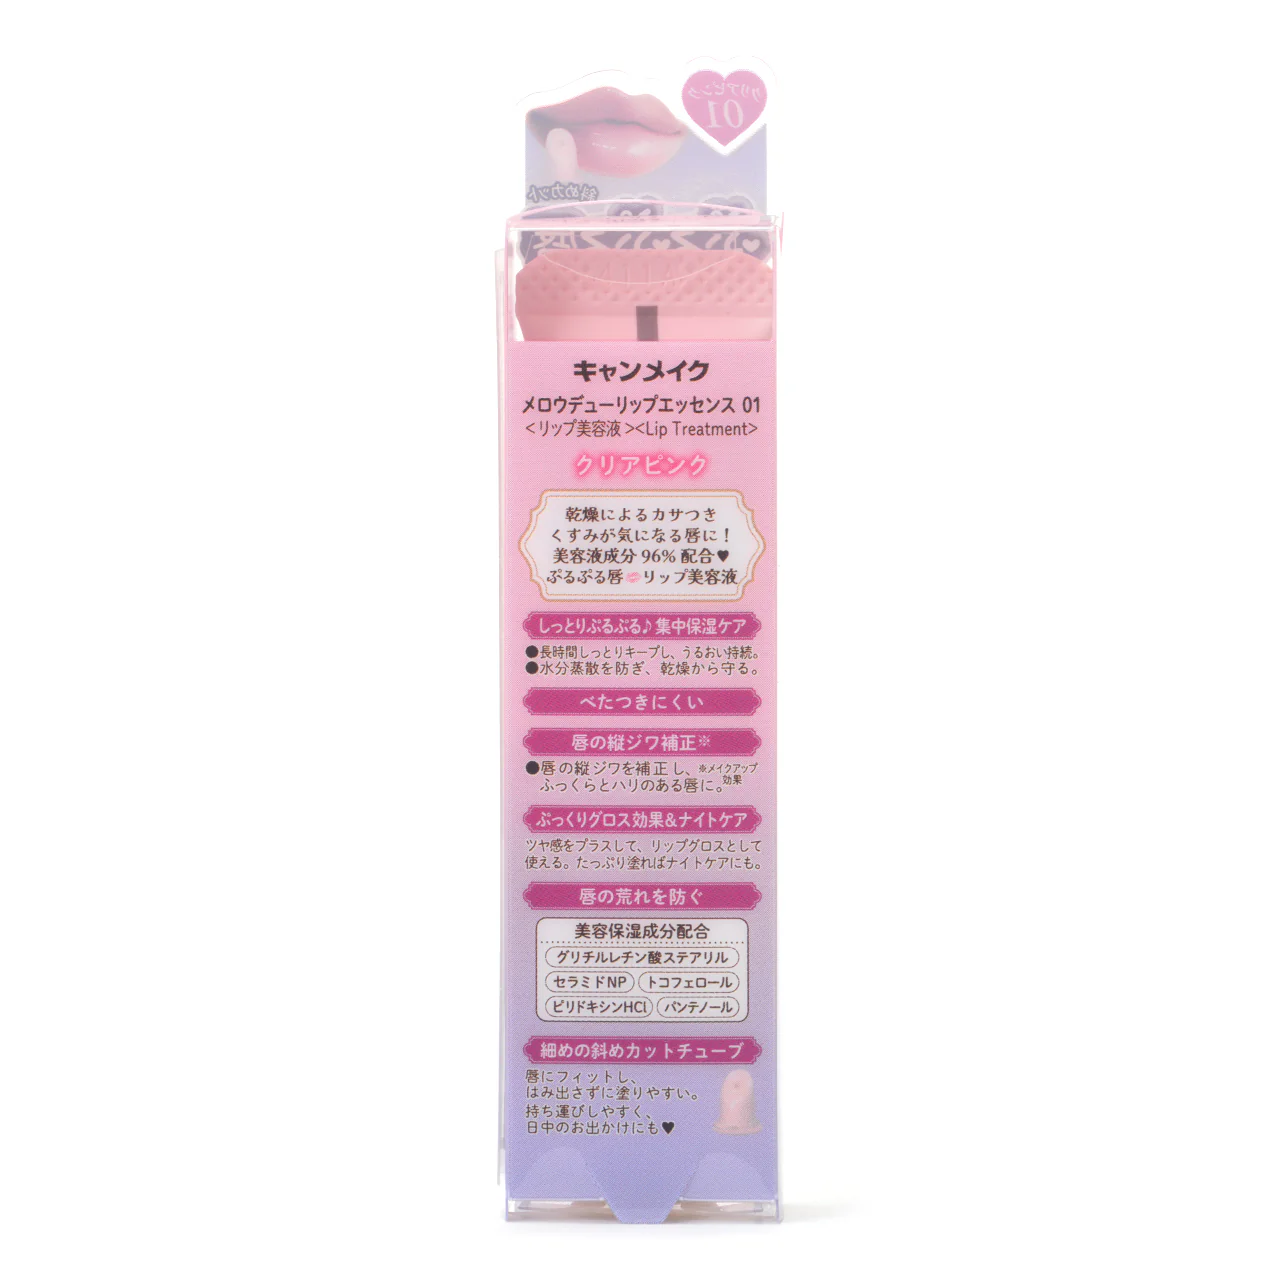 クリアピンク
01
斜めカット
キャンメイク
メロウデューリップエッセンス 01
<リップ美容液><Lip Treatment>
クリアピンク
乾燥によるカサつき
くすみが気になる唇に!
美容液成分96%配合♥
ぷるぷる唇💋リップ美容液
しっとりぷるぷる♪集中保湿ケア
●長時間しっとりキープし、うるおい持続。
●水分蒸散を防ぎ、乾燥から守る。
べたつきにくい
唇の縦ジワ補正※
●唇の縦ジワを補正し、
ふっくらとハリのある唇に。
※メイクアップ
効果
ぷっくりグロス効果&ナイトケア
ツヤ感をプラスして、リップグロスとして
使える。たっぷり塗ればナイトケアにも。
唇の荒れを防ぐ
美容保湿成分配合
グリチルレチン酸ステアリル
セラミドNP トコフェロール
ピリドキシンHCl パンテノール
細めの斜めカットチューブ
唇にフィットし、
はみ出さずに塗りやすい。
持ち運びしやすく、
日中のお出かけにも♥